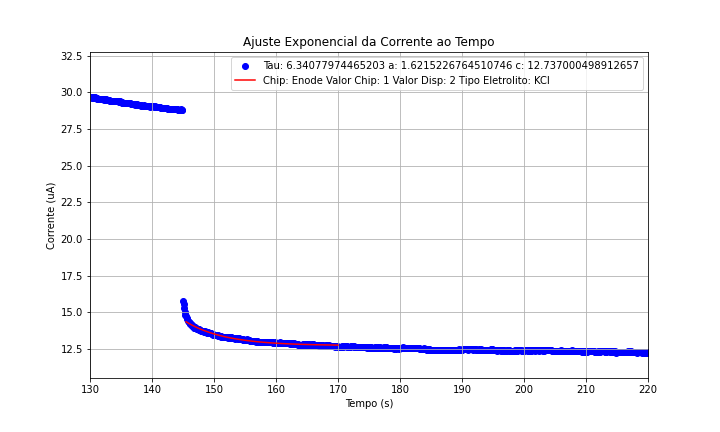 Ajuste Exponencial da Corrente ao Tempo
Tau: 6.34077974465203 a: 1.6215226764510746 c: 12.737000498912657
Chip: Enode Valor Chip: 1 Valor Disp: 2 Tipo Eletrolito: KCl
32.5
30.0
27.5
25.0
22.5
20.0
17.5
15.0
12.5
Corrente (uA)
130 140 150 160 170 180 190 200 210 220
Tempo (s)